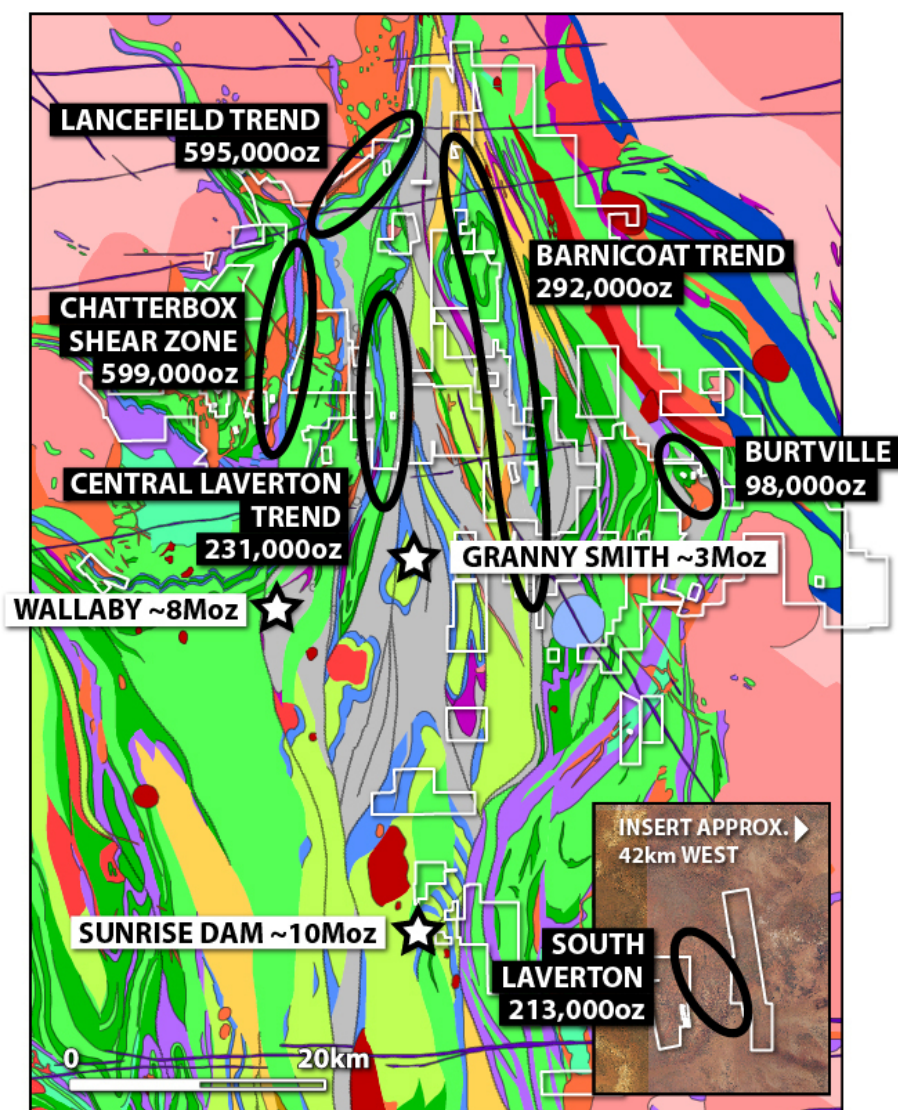 LANCEFIELD TREND
595,000oz
BARNICOAT TREND
292,000oz
CHATTERBOX
SHEAR ZONE
599,000oz
BURTVILLE
98,000oz
CENTRAL LAVERTON
TREND
231,000oz
GRANNY SMITH ~3Moz
WALLABY ~8Moz
INSERT APPROX.
42km WEST
SUNRISE DAM ~10Moz
SOUTH
LAVERTON
213,000oz
0 20km